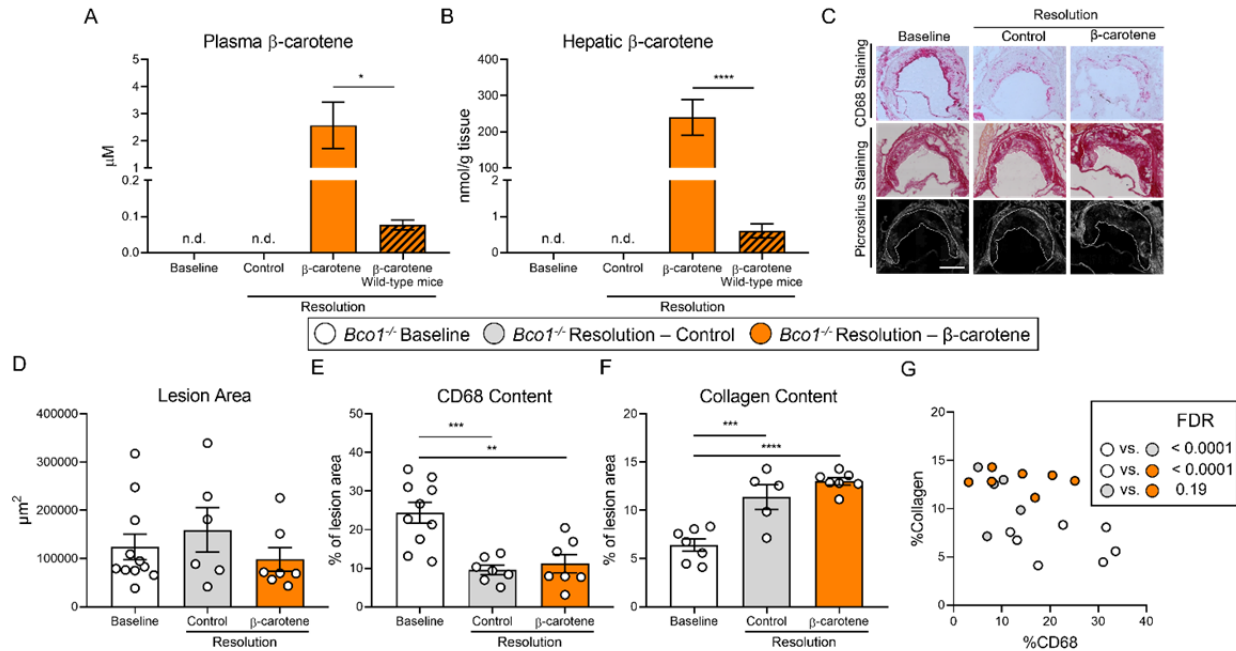 A
Plasma β-carotene
μM
5
4
3
2
1
0.2
0.1
0.0
n.d.
n.d.
*
Baseline
Control
β-carotene
β-carotene
Wild-type mice
Resolution
B
Hepatic β-carotene
nmol/g tissue
400
300
200
100
2
1
0
n.d.
n.d.
****
Baseline
Control
β-carotene
β-carotene
Wild-type mice
Resolution
C
Resolution
Baseline
Control
β-carotene
CD68 Staining
Picrosirius Staining
Bco1-/- Baseline
Bco1-/- Resolution – Control
Bco1-/- Resolution – β-carotene
D
Lesion Area
μm2
400000
300000
200000
100000
0
Baseline
Control
β-carotene
Resolution
E
CD68 Content
% of lesion area
50
40
30
20
10
0
***
**
Baseline
Control
β-carotene
Resolution
F
Collagen Content
% of lesion area
20
15
10
5
0
***
****
Baseline
Control
β-carotene
Resolution
G
%Collagen
20
15
10
5
0
0
10
20
30
40
%CD68
FDR
vs. < 0.0001
vs. < 0.0001
vs. 0.19